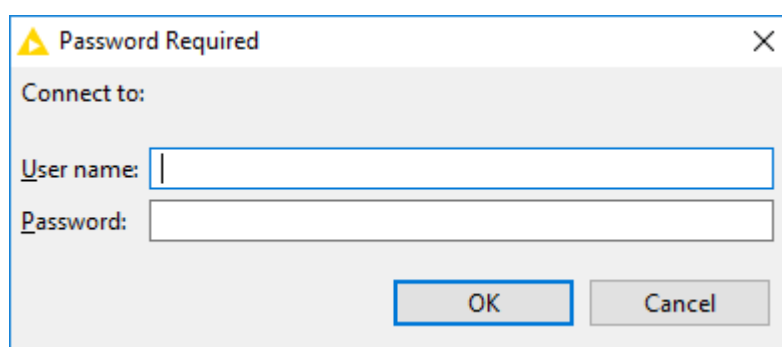 Password Required
Connect to:
User name:
Password:
OK Cancel